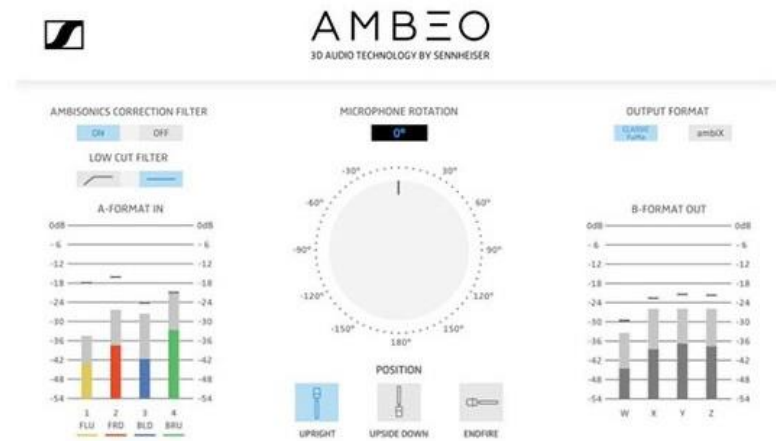 AMBEO
3D AUDIO TECHNOLOGY BY SENNHEISER
AMBISONICS CORRECTION FILTER
ON OFF
LOW CUT FILTER
A-FORMAT IN
0dB 0dB
-6 -6
-12 -12
-18 -18
-24 -24
-30 -30
-36 -36
-42 -42
-48 -48
-54 -54
1 2 3 4
FLU FRD BLD BRU
MICROPHONE ROTATION
0°
-30° 30°
-60° 60°
-90° 90°
-120° 120°
-150° 150°
180°
POSITION
UPRIGHT UPSIDE DOWN ENDFIRE
OUTPUT FORMAT
CLASSIC ambiX
FuMa
B-FORMAT OUT
0dB 0dB
-6 -6
-12 -12
-18 -18
-24 -24
-30 -30
-36 -36
-42 -42
-48 -48
-54 -54
W X Y Z